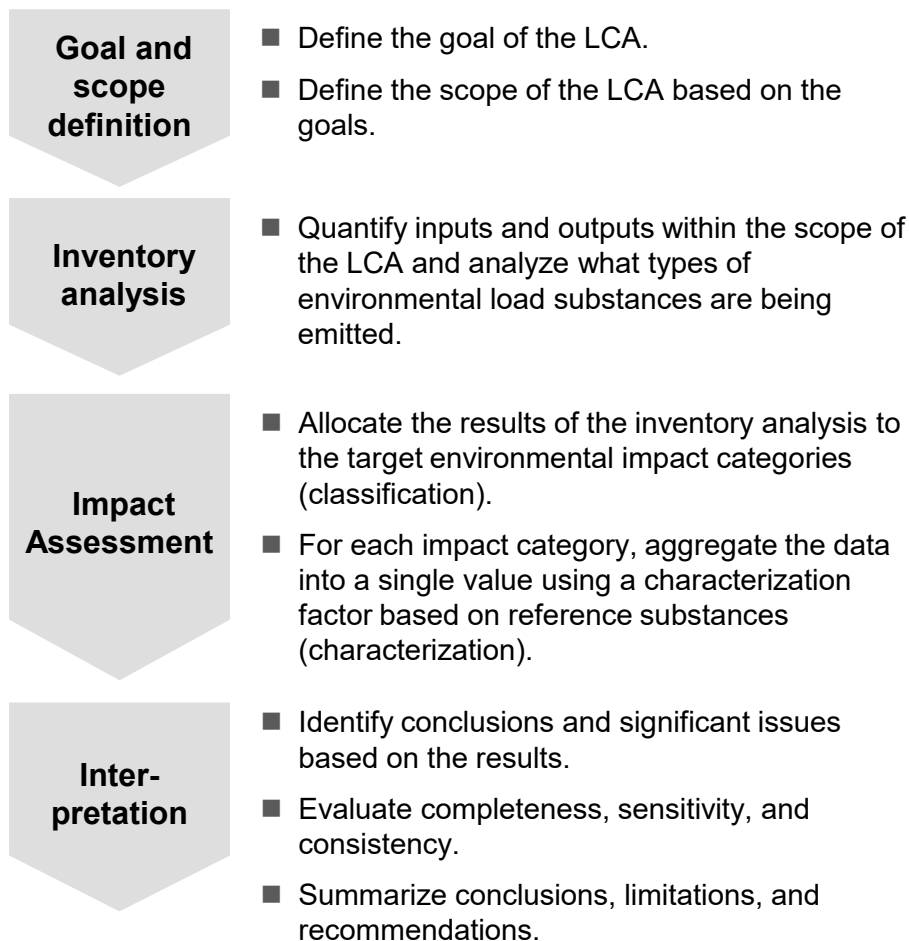 Goal and
scope
definition
■ Define the goal of the LCA.
■ Define the scope of the LCA based on the
goals.
Inventory
analysis
■ Quantify inputs and outputs within the scope of
the LCA and analyze what types of
environmental load substances are being
emitted.
Impact
Assessment
■ Allocate the results of the inventory analysis to
the target environmental impact categories
(classification).
■ For each impact category, aggregate the data
into a single value using a characterization
factor based on reference substances
(characterization).
Inter-
pretation
■ Identify conclusions and significant issues
based on the results.
■ Evaluate completeness, sensitivity, and
consistency.
■ Summarize conclusions, limitations, and
recommendations.